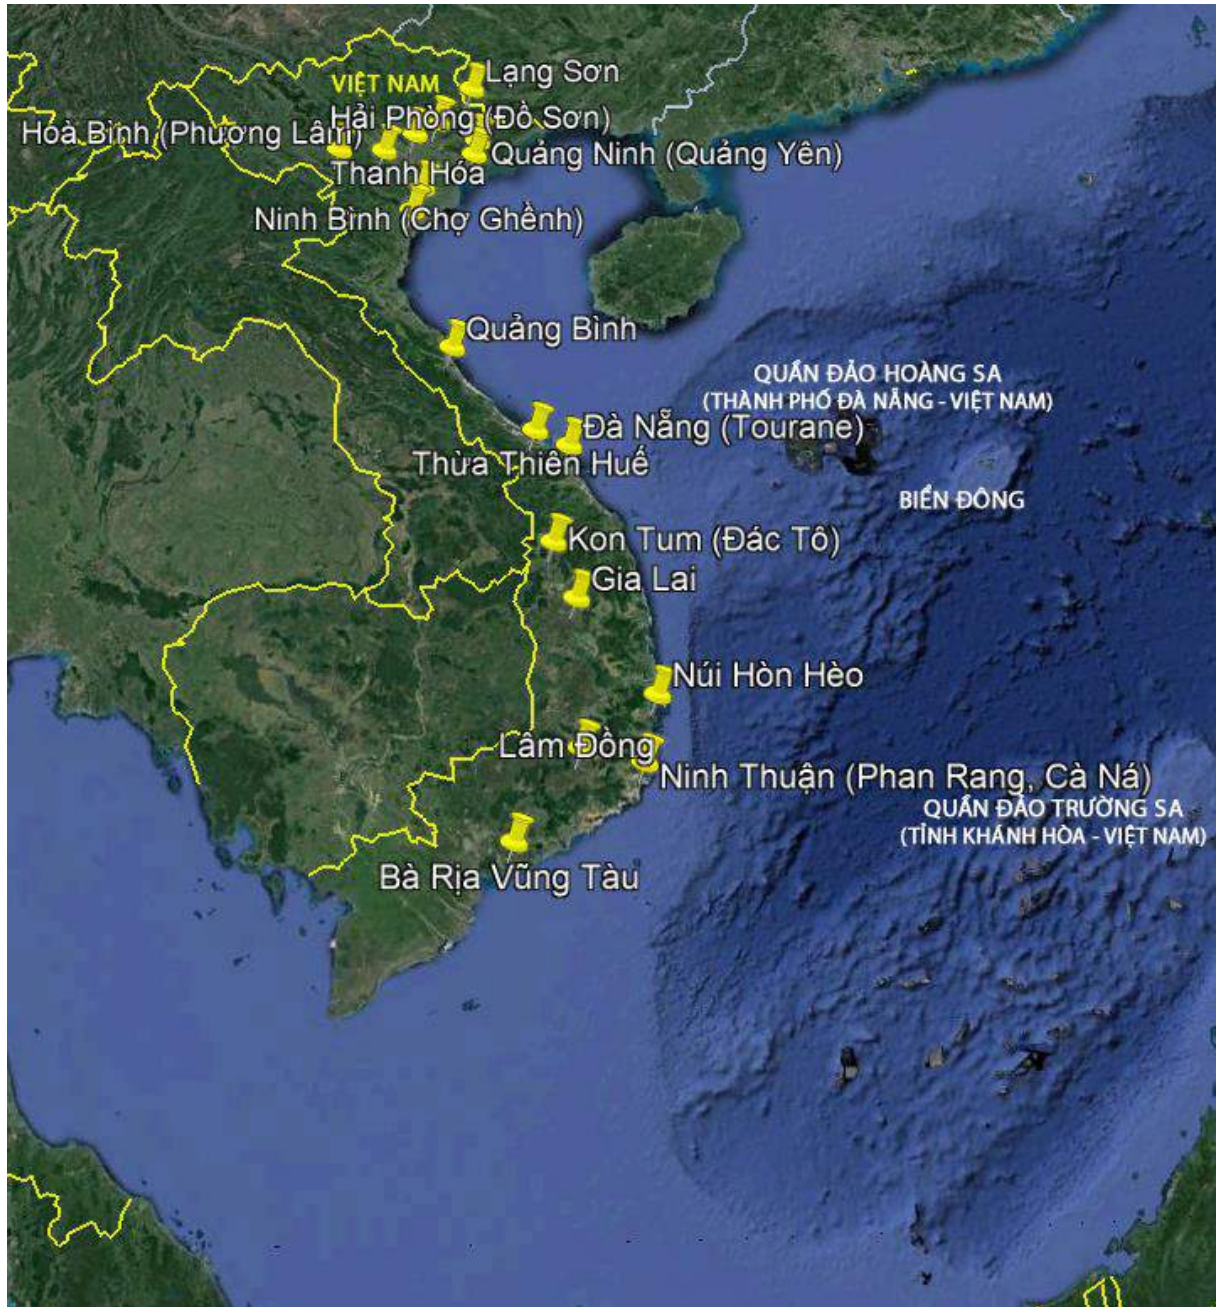 Lạng Sơn
VIỆT NAM
Hải Phòng (Đồ Sơn)
Hoà Bình (Phương Lâm)
Quảng Ninh (Quảng Yên)
Thanh Hóa
Ninh Bình (Chợ Ghềnh)
Quảng Bình
QUẦN ĐẢO HOÀNG SA
(THÀNH PHỐ ĐÀ NẴNG - VIỆT NAM)
Đà Nẵng (Tourane)
Thừa Thiên Huế
BIỂN ĐÔNG
Kon Tum (Đác Tô)
Gia Lai
Núi Hòn Hèo
Lâm Đồng
Ninh Thuận (Phan Rang, Cà Ná)
QUẦN ĐẢO TRƯỜNG SA
(TỈNH KHÁNH HÒA - VIỆT NAM)
Bà Rịa Vũng Tàu